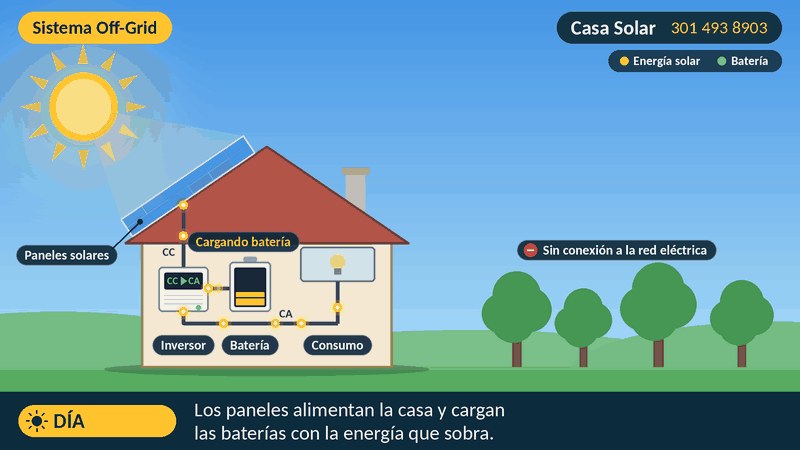 Sistema Off-Grid
Casa Solar 301 493 8903
Energía solar Batería
Paneles solares
CC
Cargando batería
CC CA
CA
Inversor
Batería
Consumo
Sin conexión a la red eléctrica
DÍA
Los paneles alimentan la casa y cargan
las baterías con la energía que sobra.